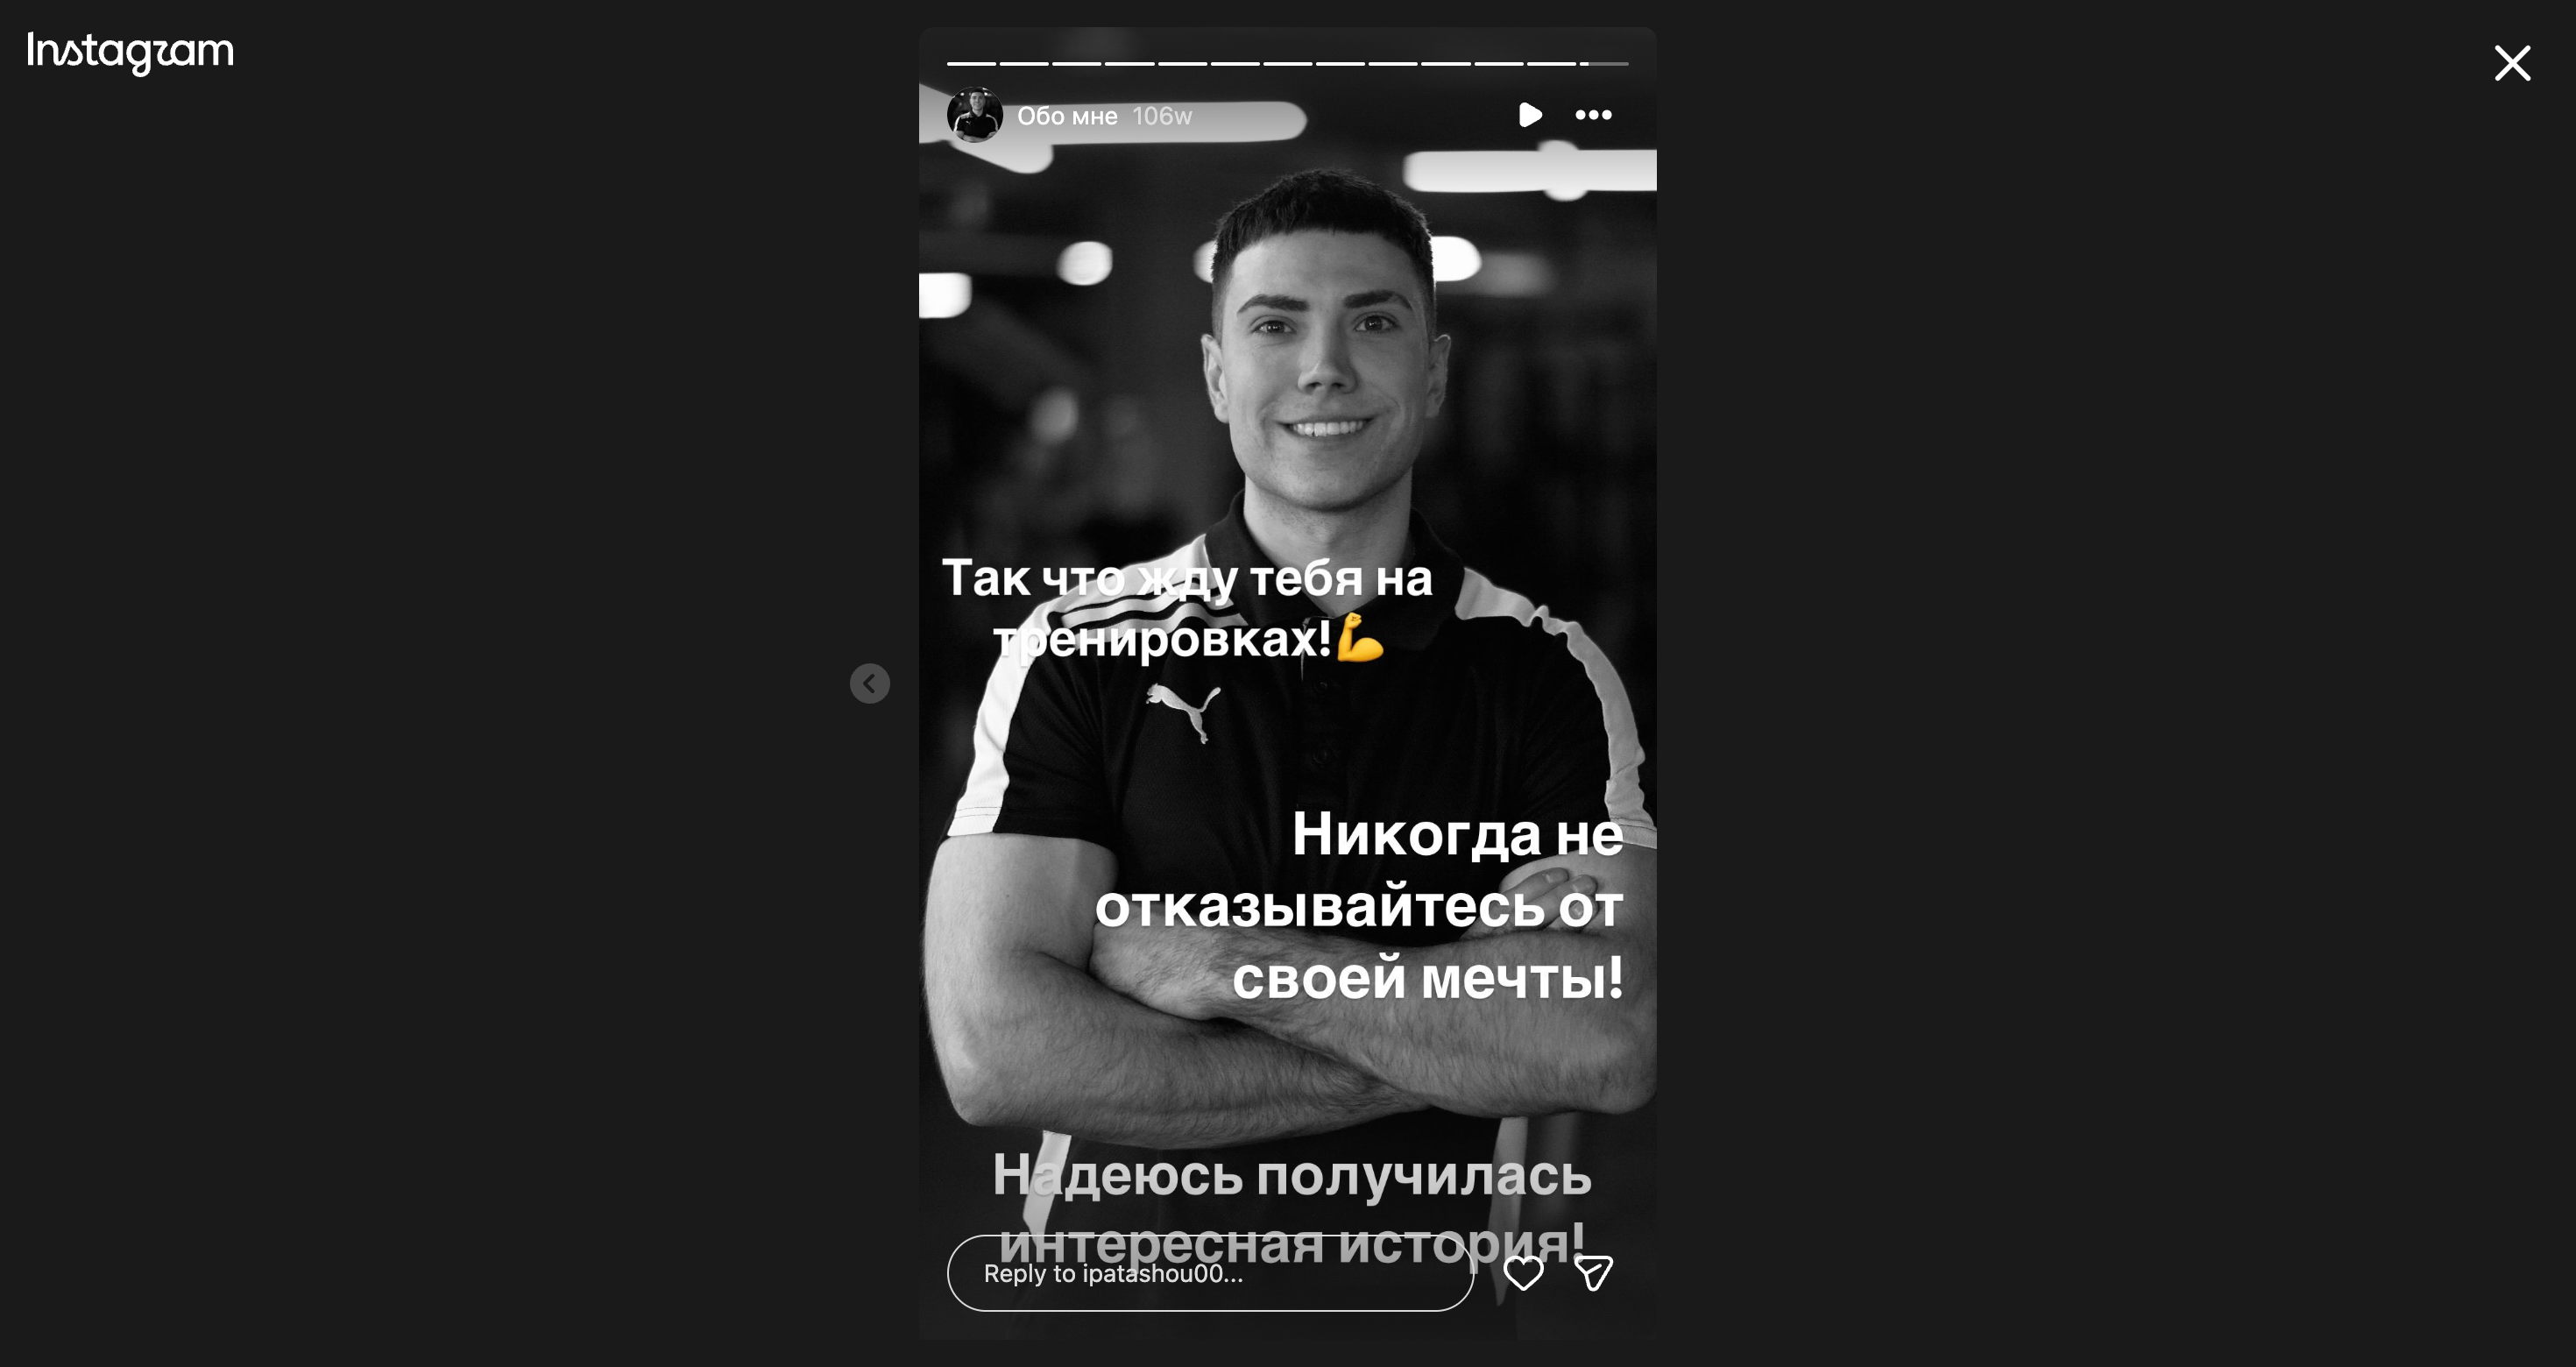 Instagram
Обо мне 106w
Так что жду тебя на
тренировках!💪
Никогда не
отказывайтесь от
своей мечты!
Надеюсь получилась
интересная история!
Reply to ipatashou00...